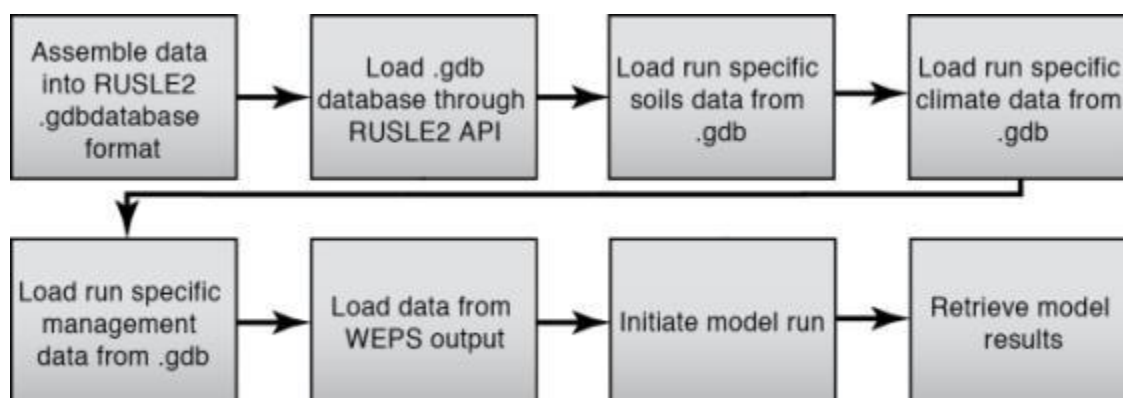 Assemble data
into RUSLE2
.gdbdatabase
format
Load .gdb
database through
RUSLE2 API
Load run specific
soils data from
.gdb
Load run specific
climate data from
.gdb
Load run specific
management
data from .gdb
Load data from
WEPS output
Initiate model run
Retrieve model
results